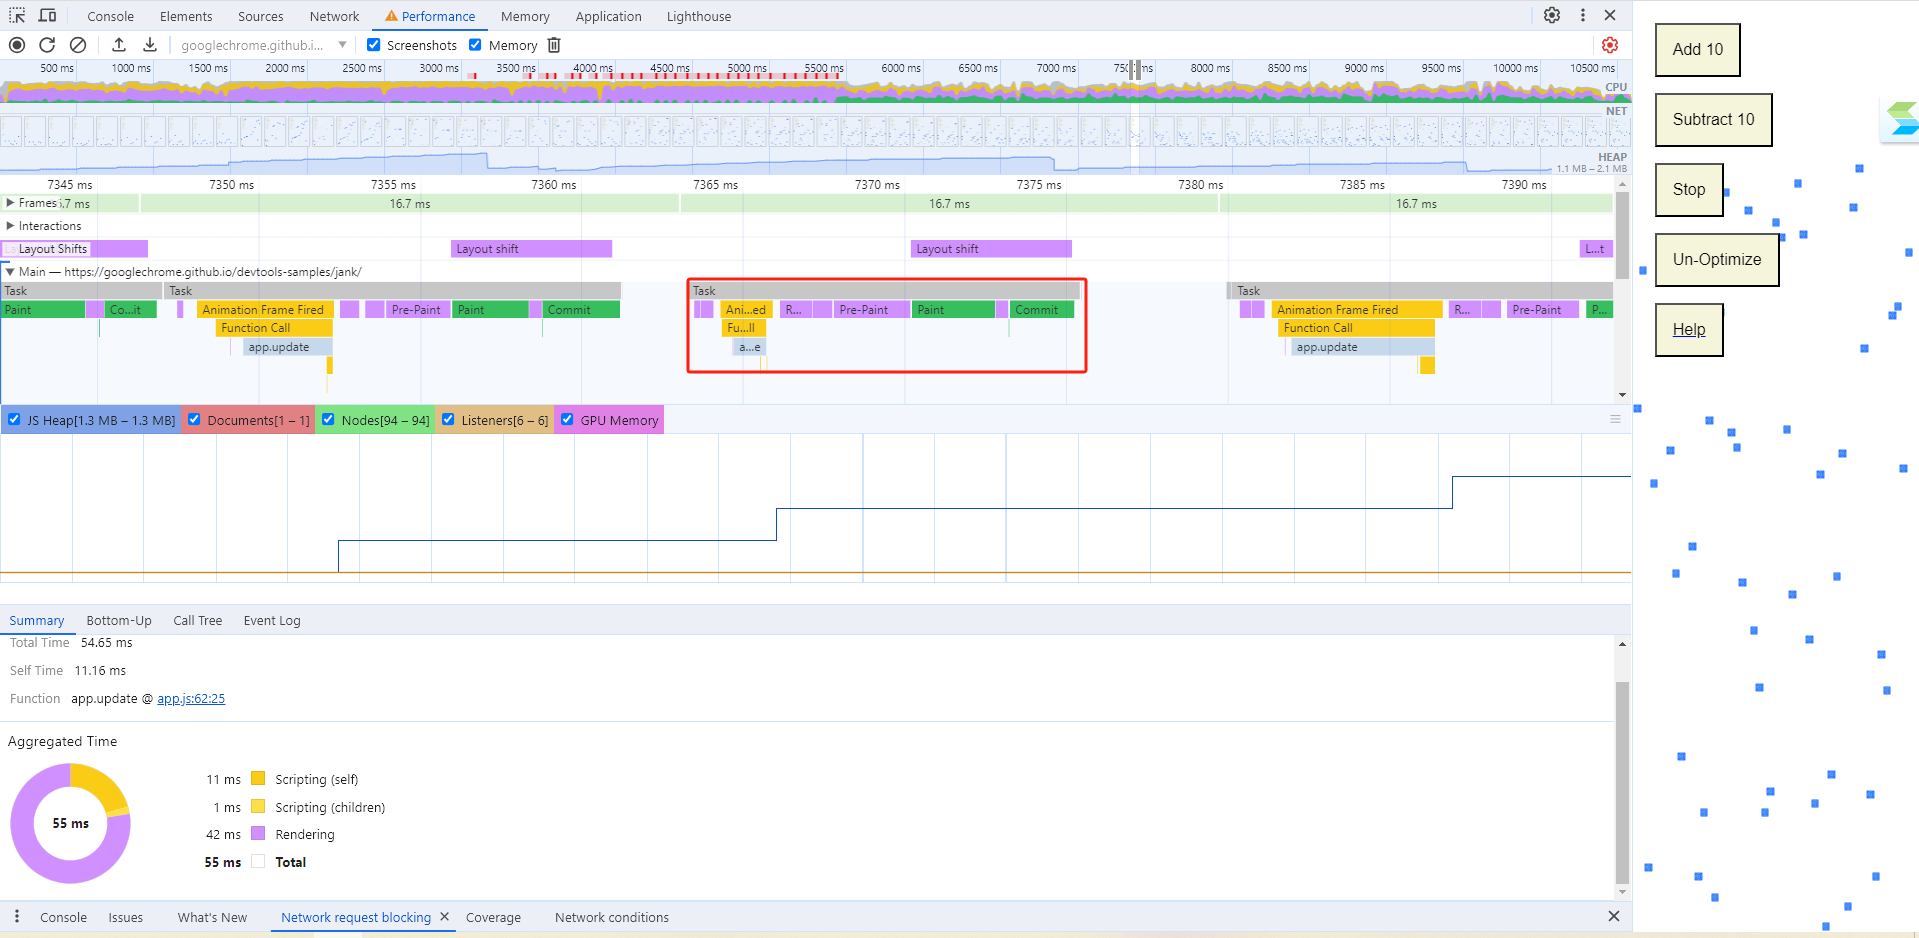 Console Elements Sources Network Performance Memory Application Lighthouse
googlechrome.github.i... Screenshots Memory
500 ms 1000 ms 1500 ms 2000 ms 2500 ms 3000 ms 3500 ms 4000 ms 4500 ms 5000 ms 5500 ms 6000 ms 6500 ms 7000 ms 8000 ms 8500 ms 9000 ms 9500 ms 10000 ms 10500 ms
CPU
NET
HEAP
1.1 MB – 2.1 MB
7345 ms 7350 ms 7355 ms 7360 ms 7365 ms 7370 ms 7375 ms 7380 ms 7385 ms 7390 ms
Frames 16.7 ms 16.7 ms 16.7 ms
Interactions
Layout Shifts Layout shift Layout shift L...t
Main — https://googlechrome.github.io/devtools-samples/jank/
Task Task Task Task
Paint Co...it Animation Frame Fired Pre-Paint Paint Commit Ani...ed R... Pre-Paint Paint Commit Animation Frame Fired R... Pre-Paint P...
Function Call Fu...ll Function Call
app.update a...e app.update
JS Heap[1.3 MB – 1.3 MB] Documents[1 – 1] Nodes[94 – 94] Listeners[6 – 6] GPU Memory
Summary Bottom-Up Call Tree Event Log
Total Time 54.65 ms
Self Time 11.16 ms
Function app.update @ app.js:62:25
Aggregated Time
55 ms
11 ms Scripting (self)
1 ms Scripting (children)
42 ms Rendering
55 ms Total
Console Issues What's New Network request blocking Coverage Network conditions
Add 10
Subtract 10
Stop
Un-Optimize
Help